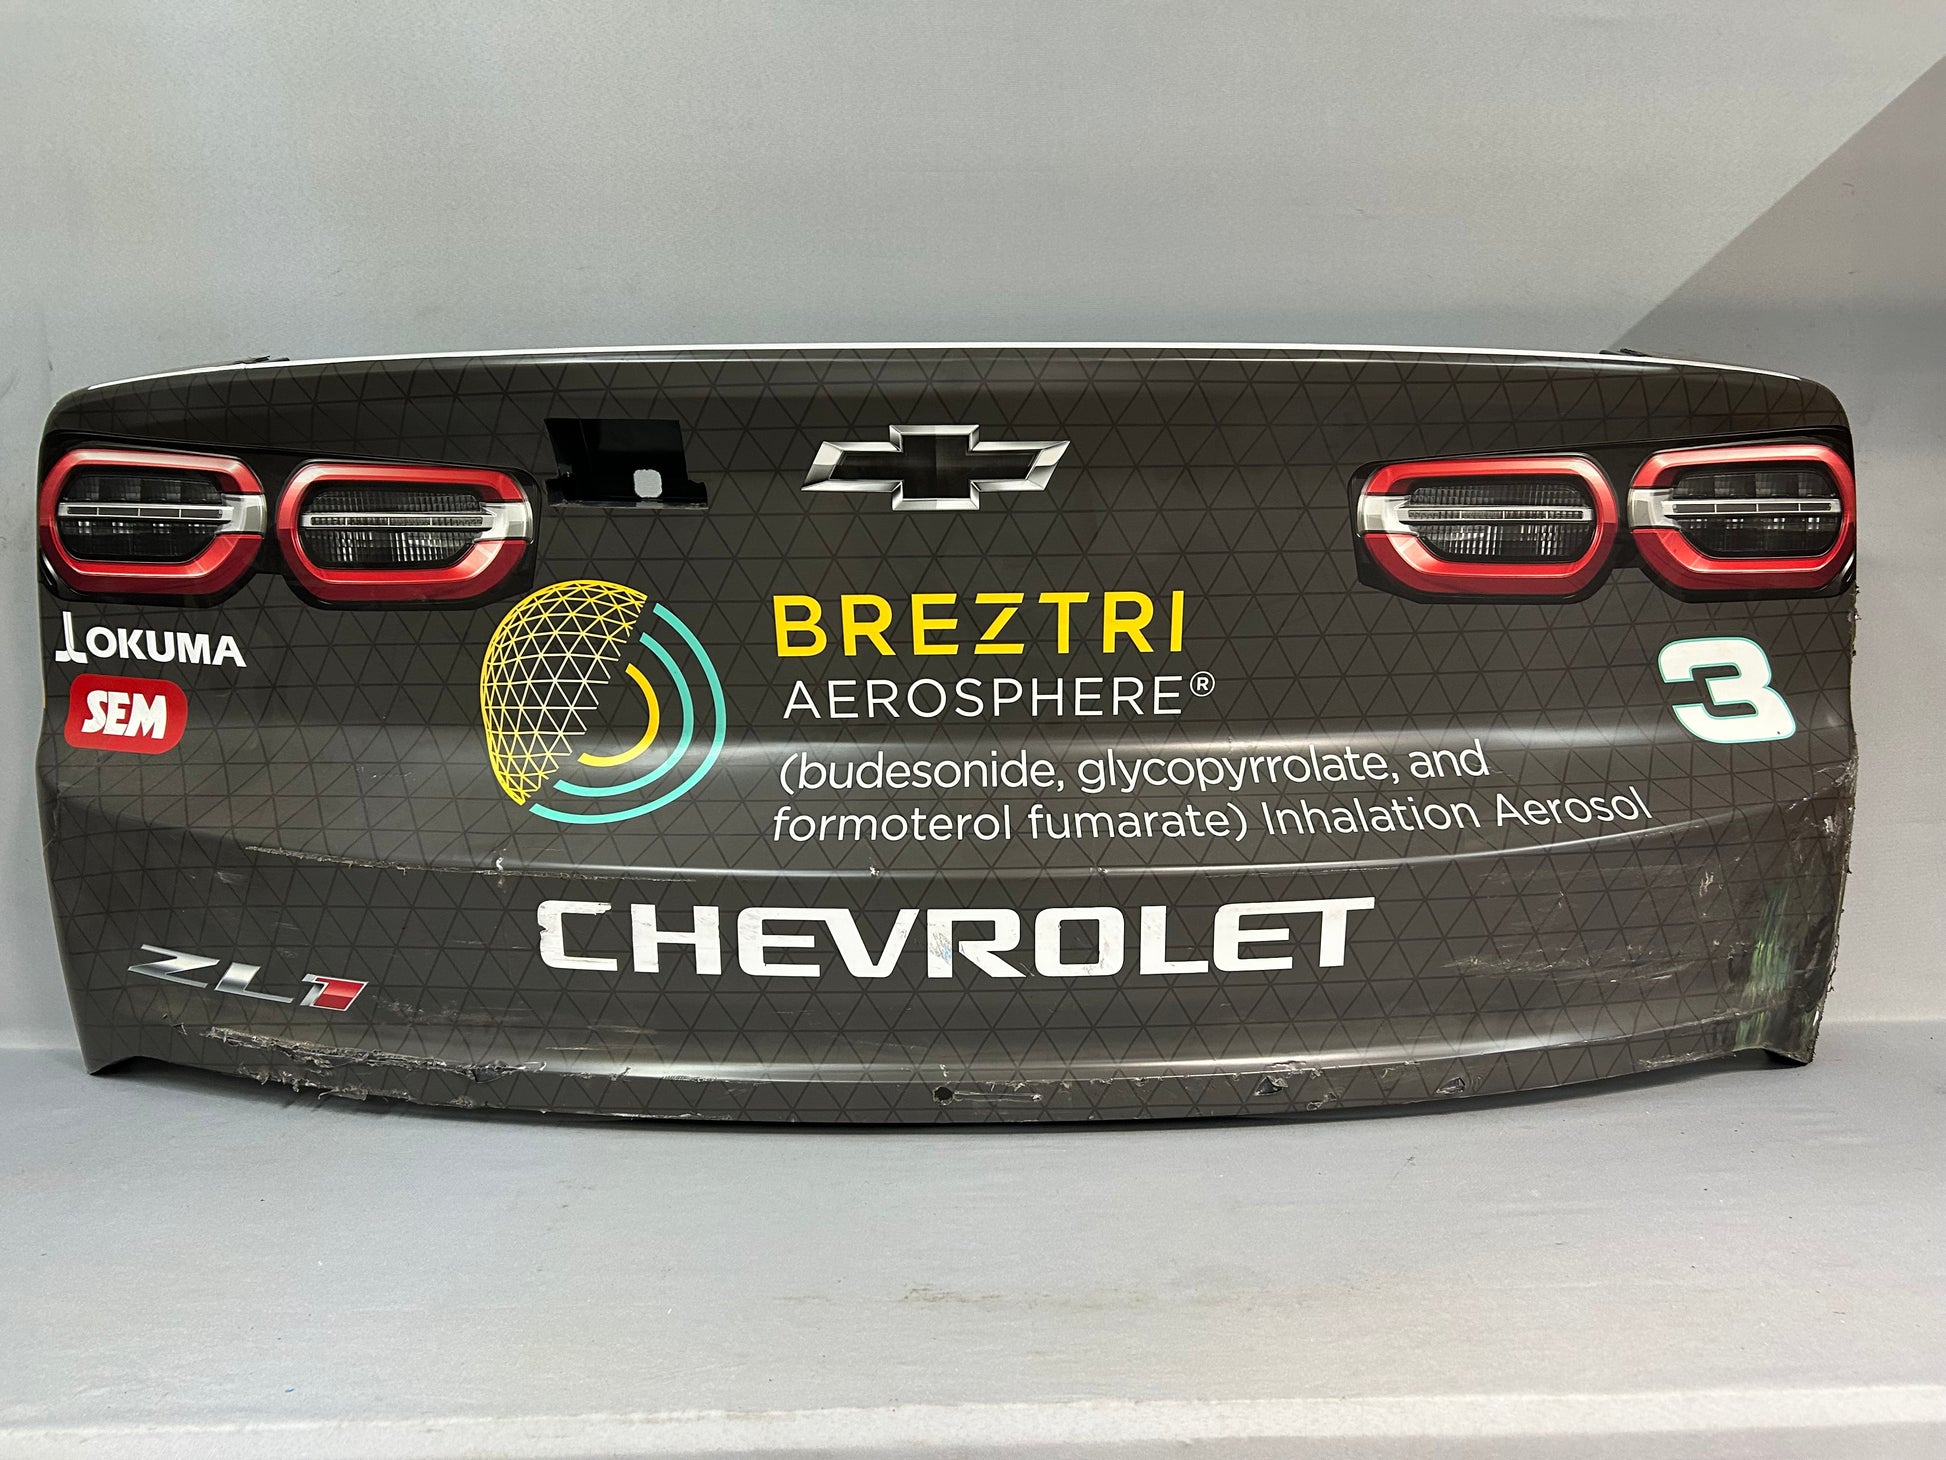 BREZTRI
AEROSPHERE®
(budesonide, glycopyrrolate, and
formoterol fumarate) Inhalation Aerosol
OKUMA
SEM
3
CHEVROLET
ZL1